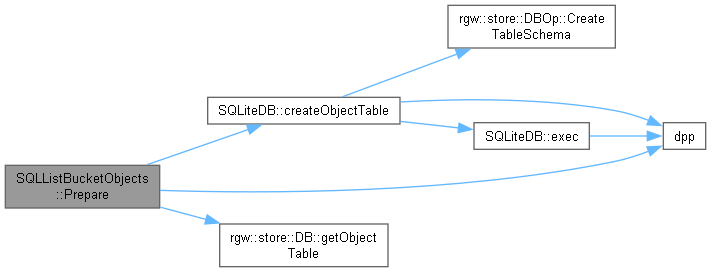 rgw::store::DBOp::Create
TableSchema
SQLiteDB::createObjectTable
SQLiteDB::exec
dpp
SQLListBucketObjects
::Prepare
rgw::store::DB::getObject
Table